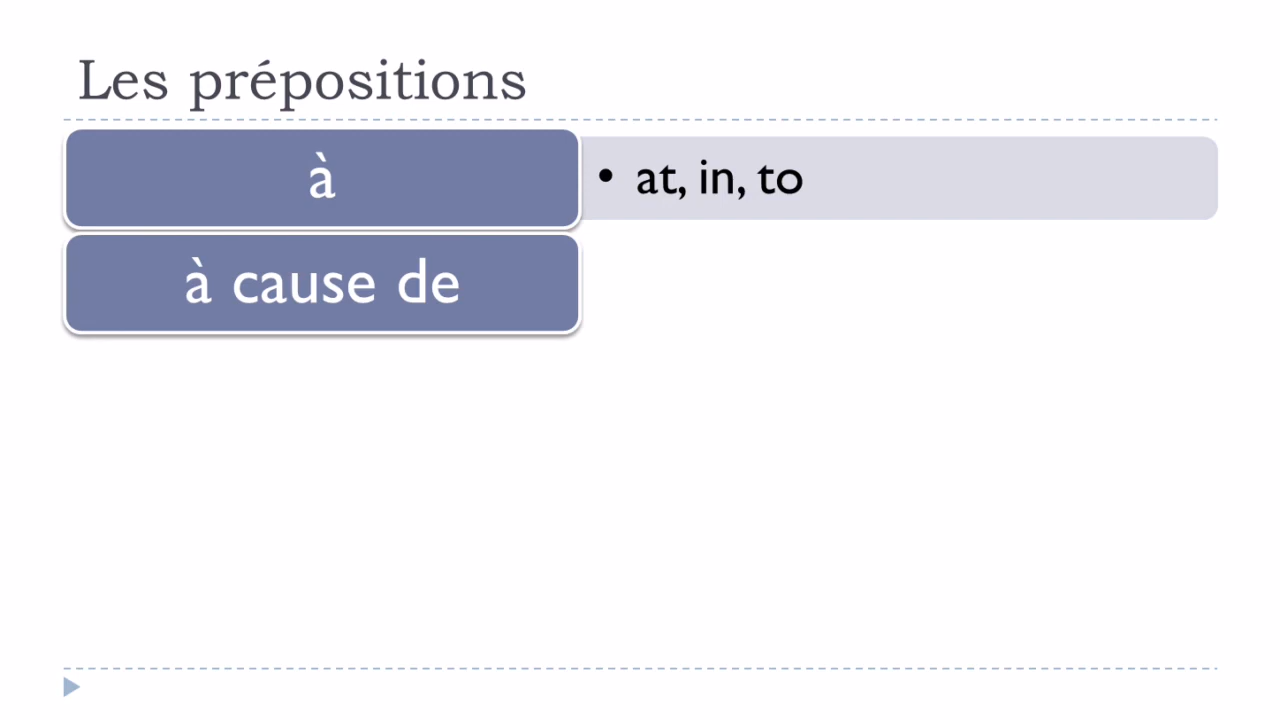 Les prépositions
à
• at, in, to
à cause de